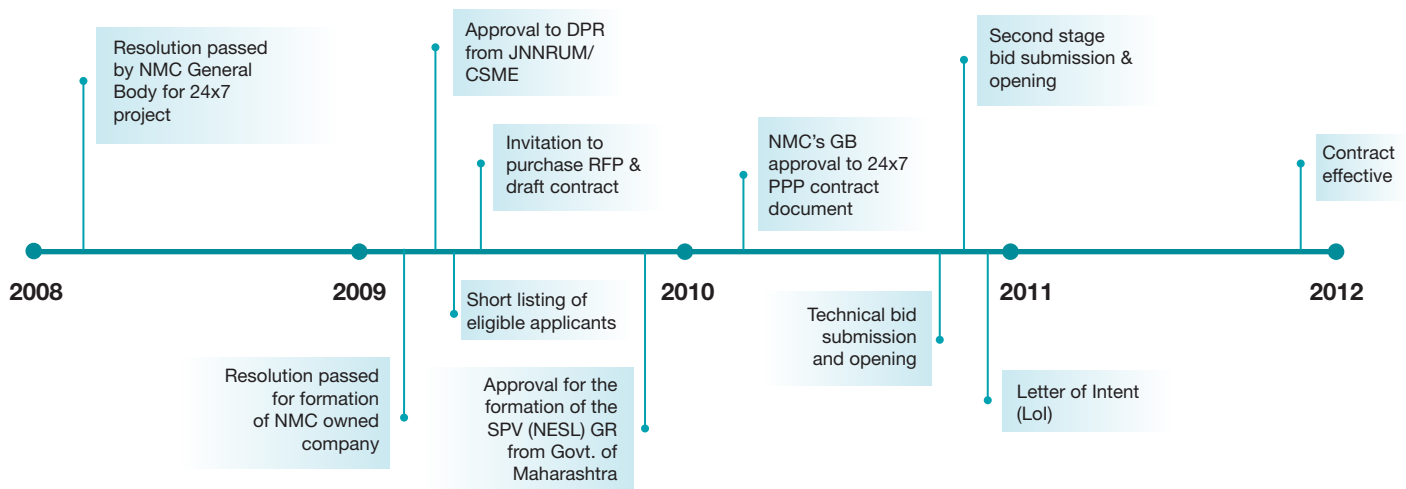 Resolution passed
by NMC General
Body for 24x7
project
Approval to DPR
from JNNRUM/
CSME
Invitation to
purchase RFP &
draft contract
NMC's GB
approval to 24x7
PPP contract
document
Second stage
bid submission &
opening
Contract
effective
2008
2009
2010
2011
2012
Resolution passed
for formation
of NMC owned
company
Short listing of
eligible applicants
Approval for the
formation of the
SPV (NESL) GR
from Govt. of
Maharashtra
Technical bid
submission
and opening
Letter of Intent
(LoI)